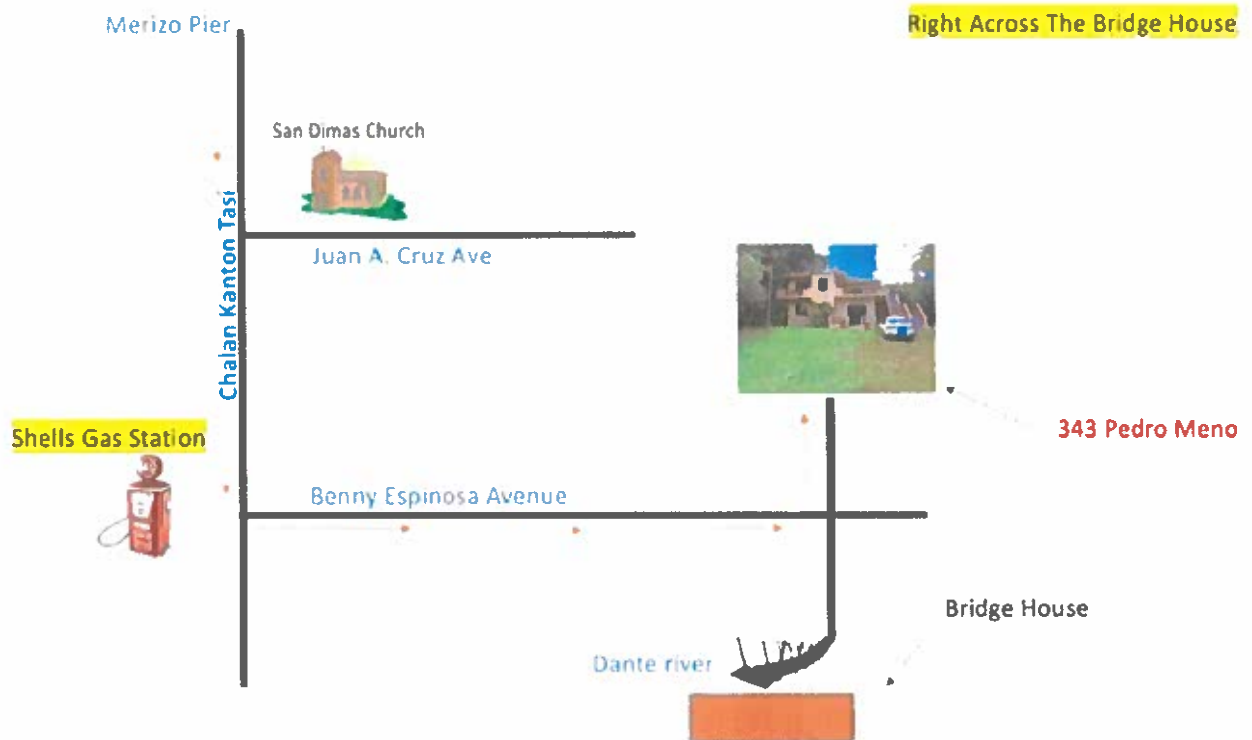 Merizo Pier
Right Across The Bridge House
San Dimas Church
Chalan Kanton Tasi
Juan A. Cruz Ave
343 Pedro Meno
Shells Gas Station
Benny Espinosa Avenue
Bridge House
Dante river